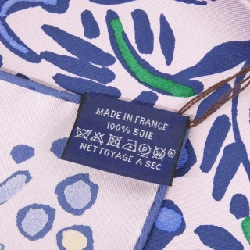 MADE IN FRANCE
100% SOIE
NETTOYAGE A SEC